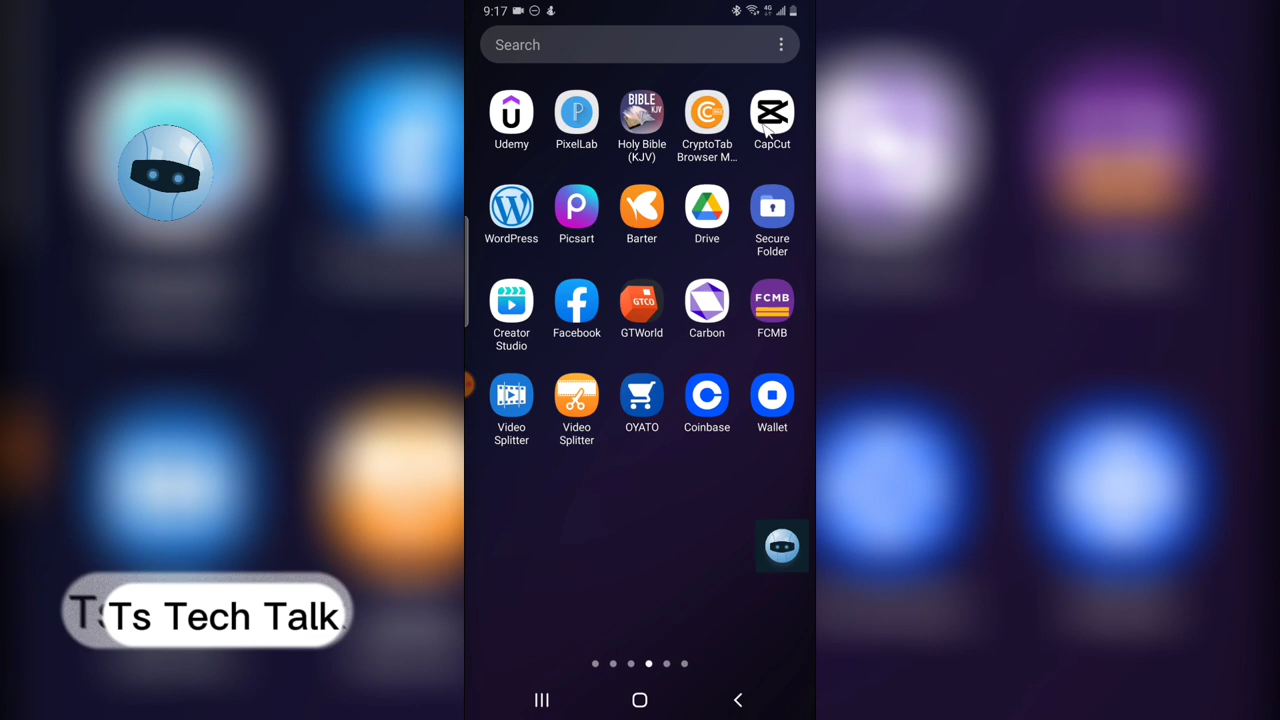 9:17
4G
Search
BIBLE
KJV
Udemy
PixelLab
Holy Bible
(KJV)
CryptoTab
Browser M...
CapCut
WordPress
Picsart
Barter
Drive
Secure
Folder
GTCO
FCMB
Creator
Studio
Facebook
GTWorld
Carbon
FCMB
Video
Splitter
Video
Splitter
OYATO
Coinbase
Wallet
Ts Tech Talk